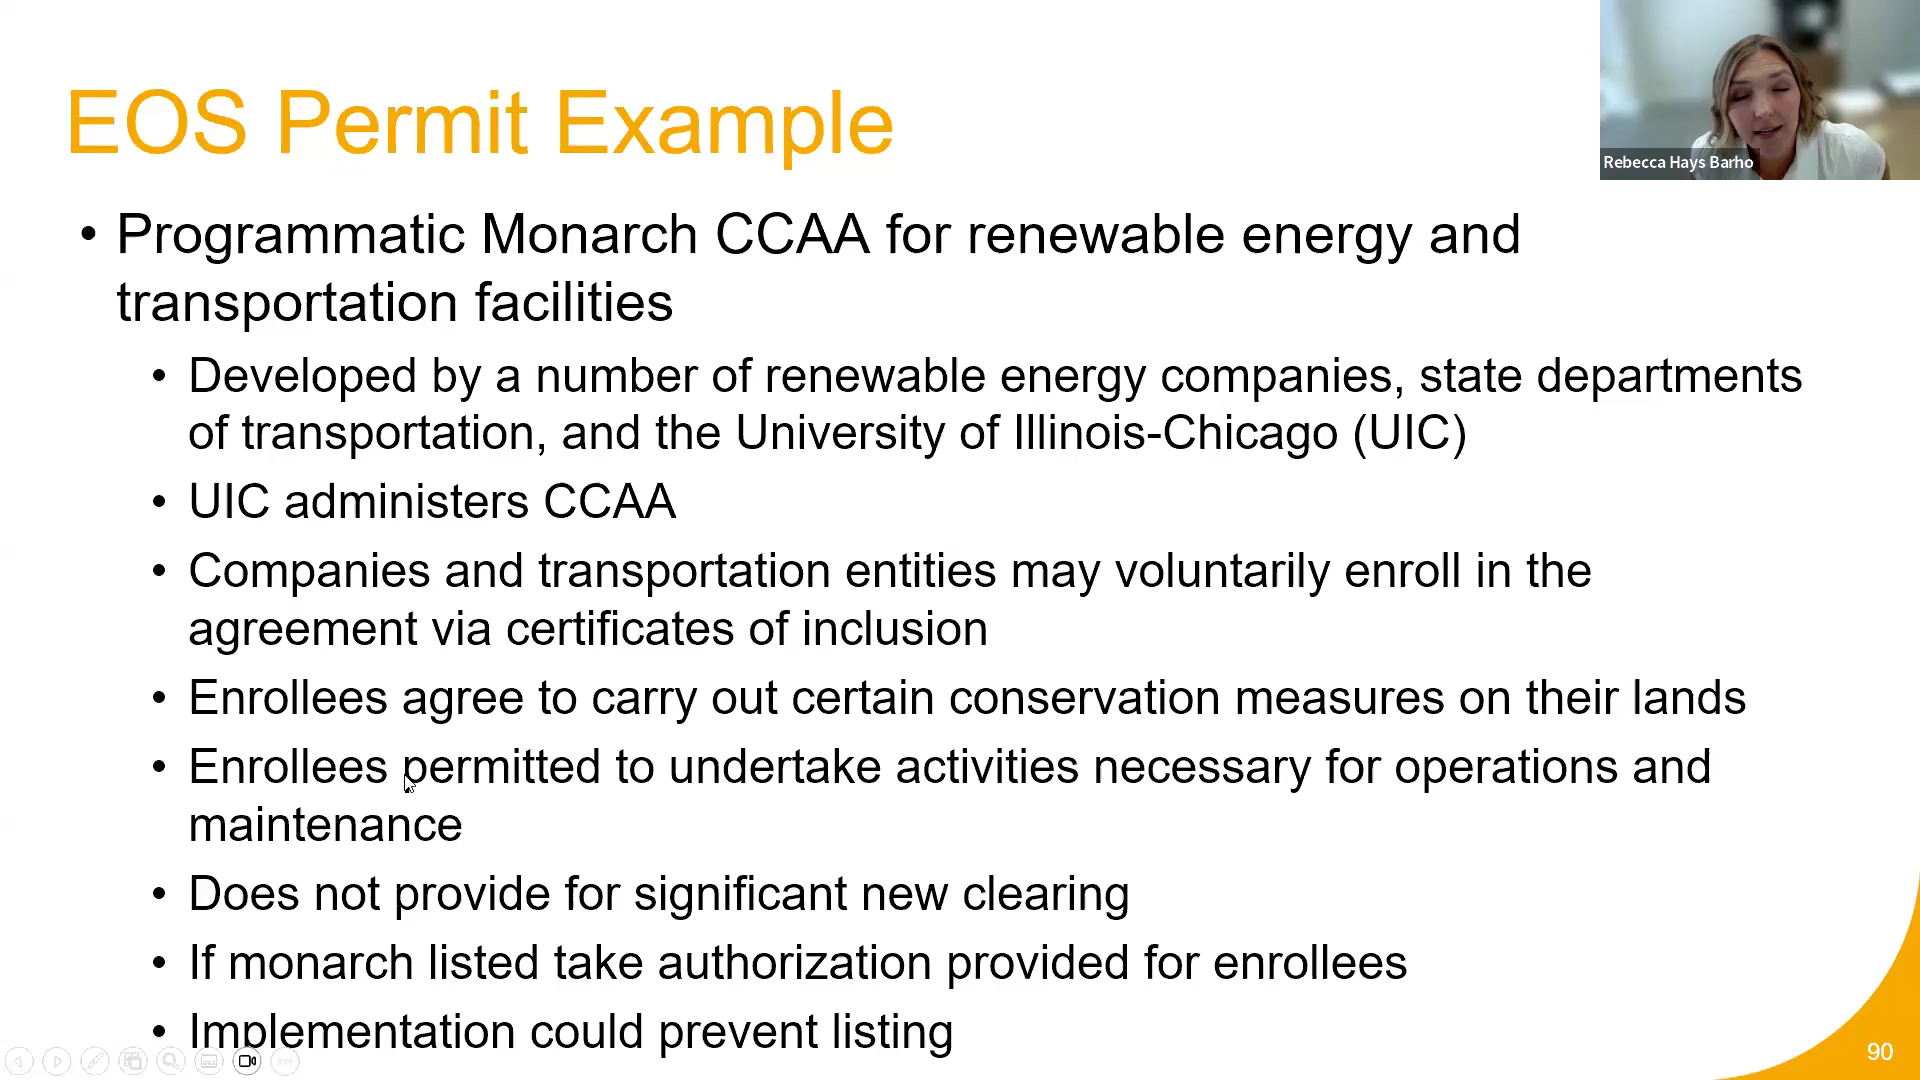 EOS Permit Example
Rebecca Hays Barho
• Programmatic Monarch CCAA for renewable energy and
transportation facilities
• Developed by a number of renewable energy companies, state departments
of transportation, and the University of Illinois-Chicago (UIC)
• UIC administers CCAA
• Companies and transportation entities may voluntarily enroll in the
agreement via certificates of inclusion
• Enrollees agree to carry out certain conservation measures on their lands
• Enrollees permitted to undertake activities necessary for operations and
maintenance
• Does not provide for significant new clearing
• If monarch listed take authorization provided for enrollees
• Implementation could prevent listing
90